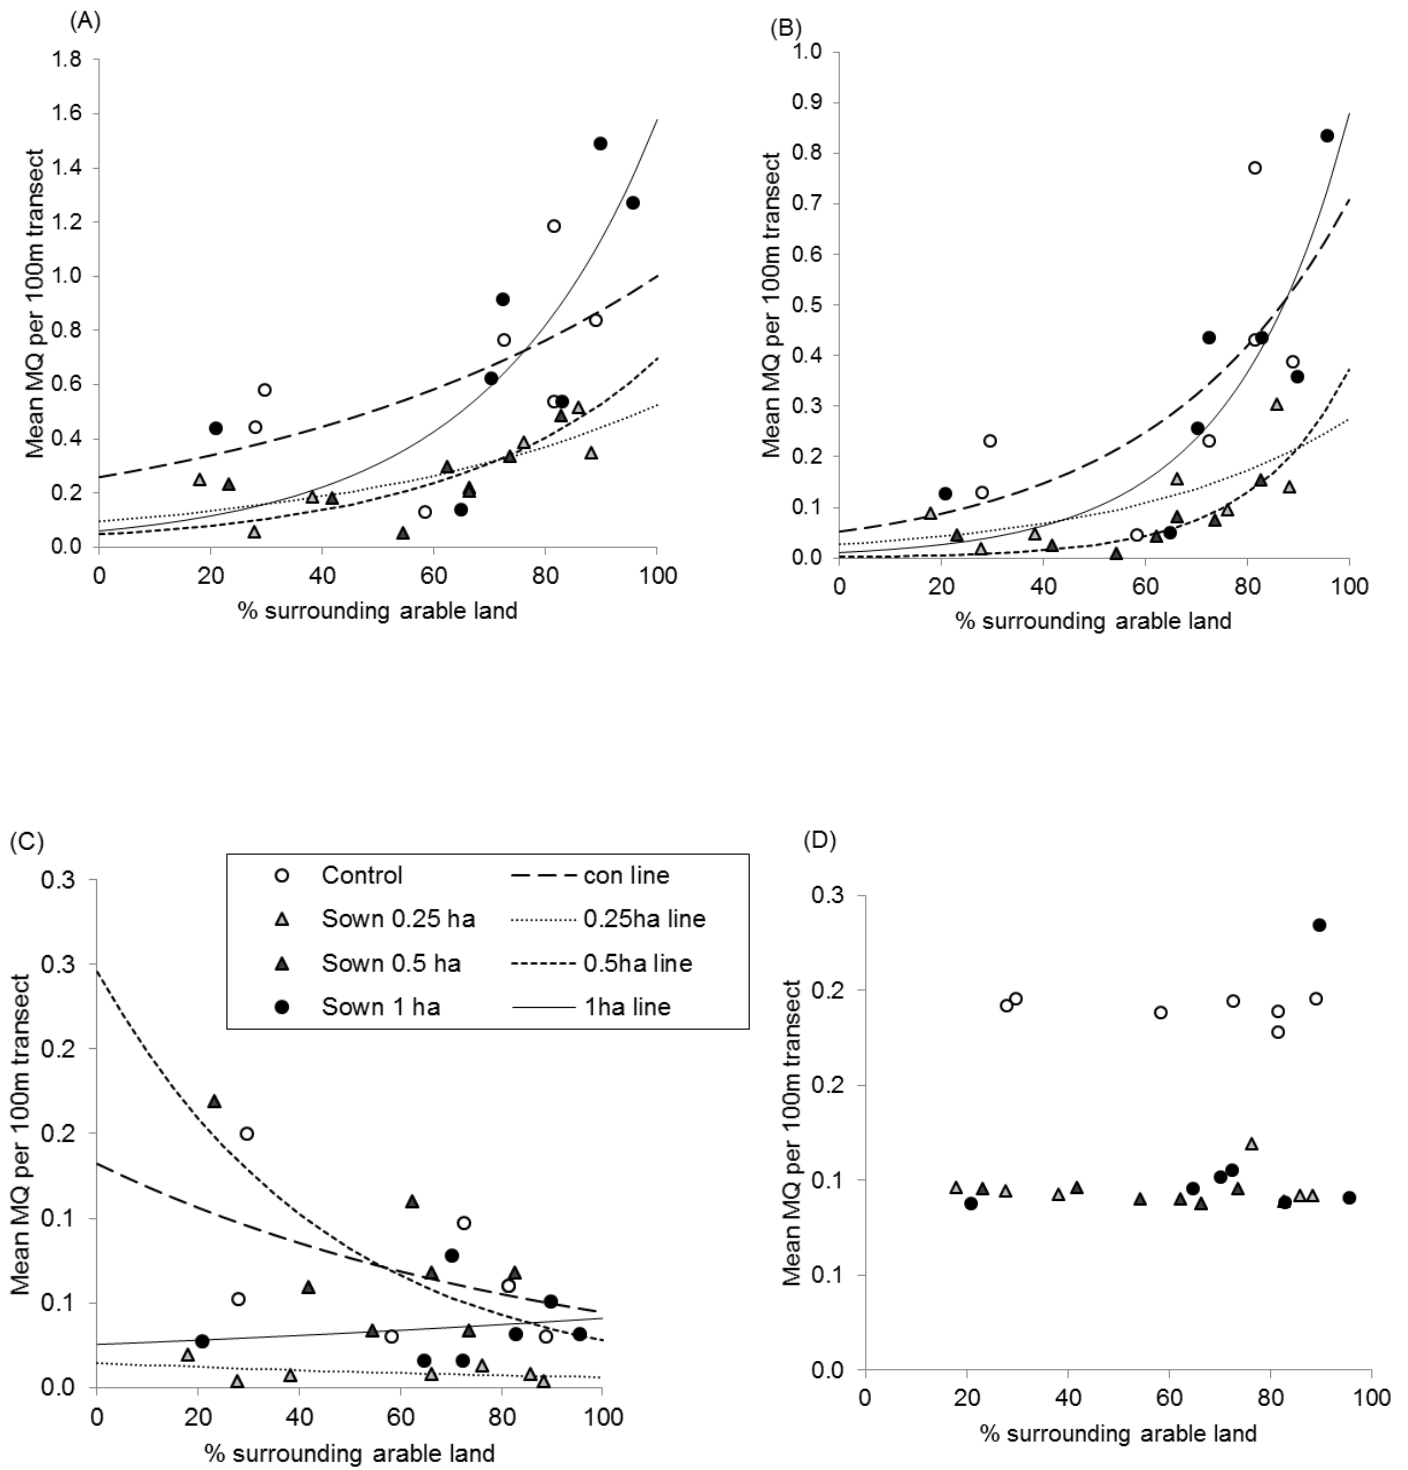 (A)
1.8
1.6
1.4
1.2
1.0
0.8
0.6
0.4
0.2
0.0
Mean MQ per 100m transect
0 20 40 60 80 100
% surrounding arable land
(B)
1.0
0.9
0.8
0.7
0.6
0.5
0.4
0.3
0.2
0.1
0.0
Mean MQ per 100m transect
0 20 40 60 80 100
% surrounding arable land
(C)
0.3
0.3
0.2
0.2
0.1
0.1
0.0
Mean MQ per 100m transect
0 20 40 60 80 100
% surrounding arable land
Control con line
Sown 0.25 ha 0.25ha line
Sown 0.5 ha 0.5ha line
Sown 1 ha 1ha line
(D)
0.3
0.2
0.2
0.1
0.1
0.0
Mean MQ per 100m transect
0 20 40 60 80 100
% surrounding arable land